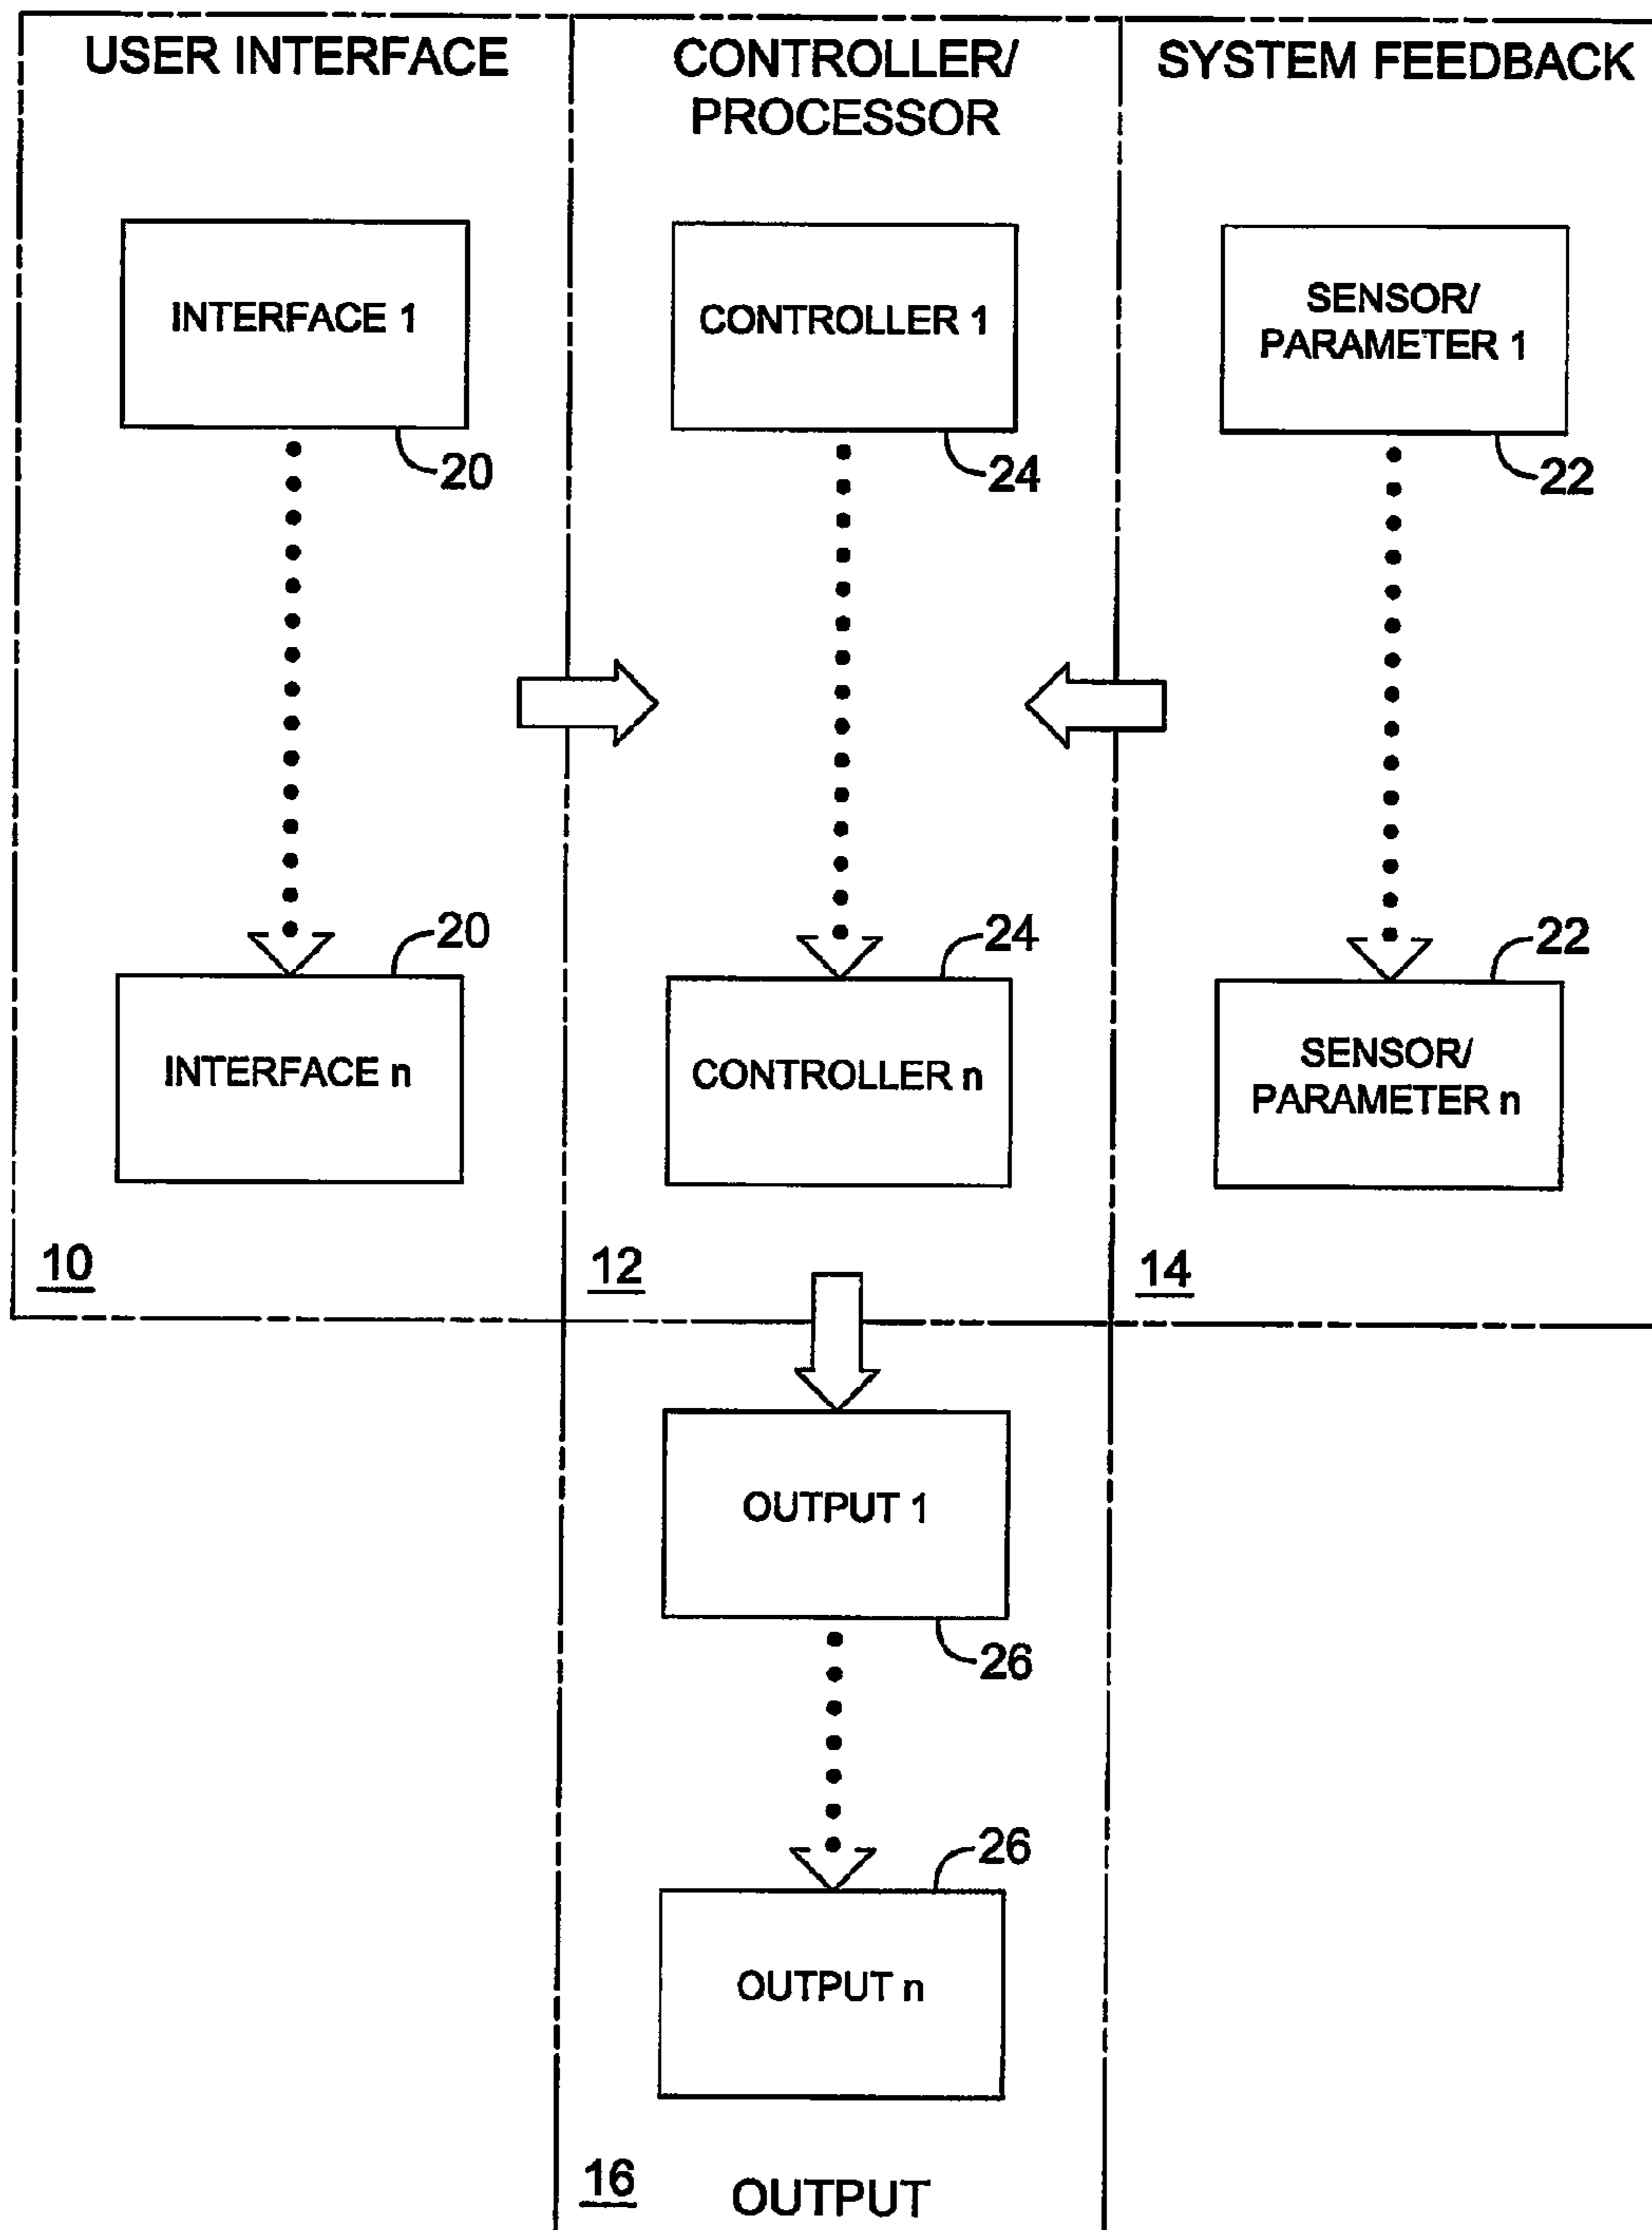 USER INTERFACE
CONTROLLER/
PROCESSOR
SYSTEM FEEDBACK
INTERFACE 1
20
CONTROLLER 1
24
SENSOR/
PARAMETER 1
22
20
INTERFACE n
24
CONTROLLER n
22
SENSOR/
PARAMETER n
10
12
14
OUTPUT 1
26
26
OUTPUT n
16
OUTPUT